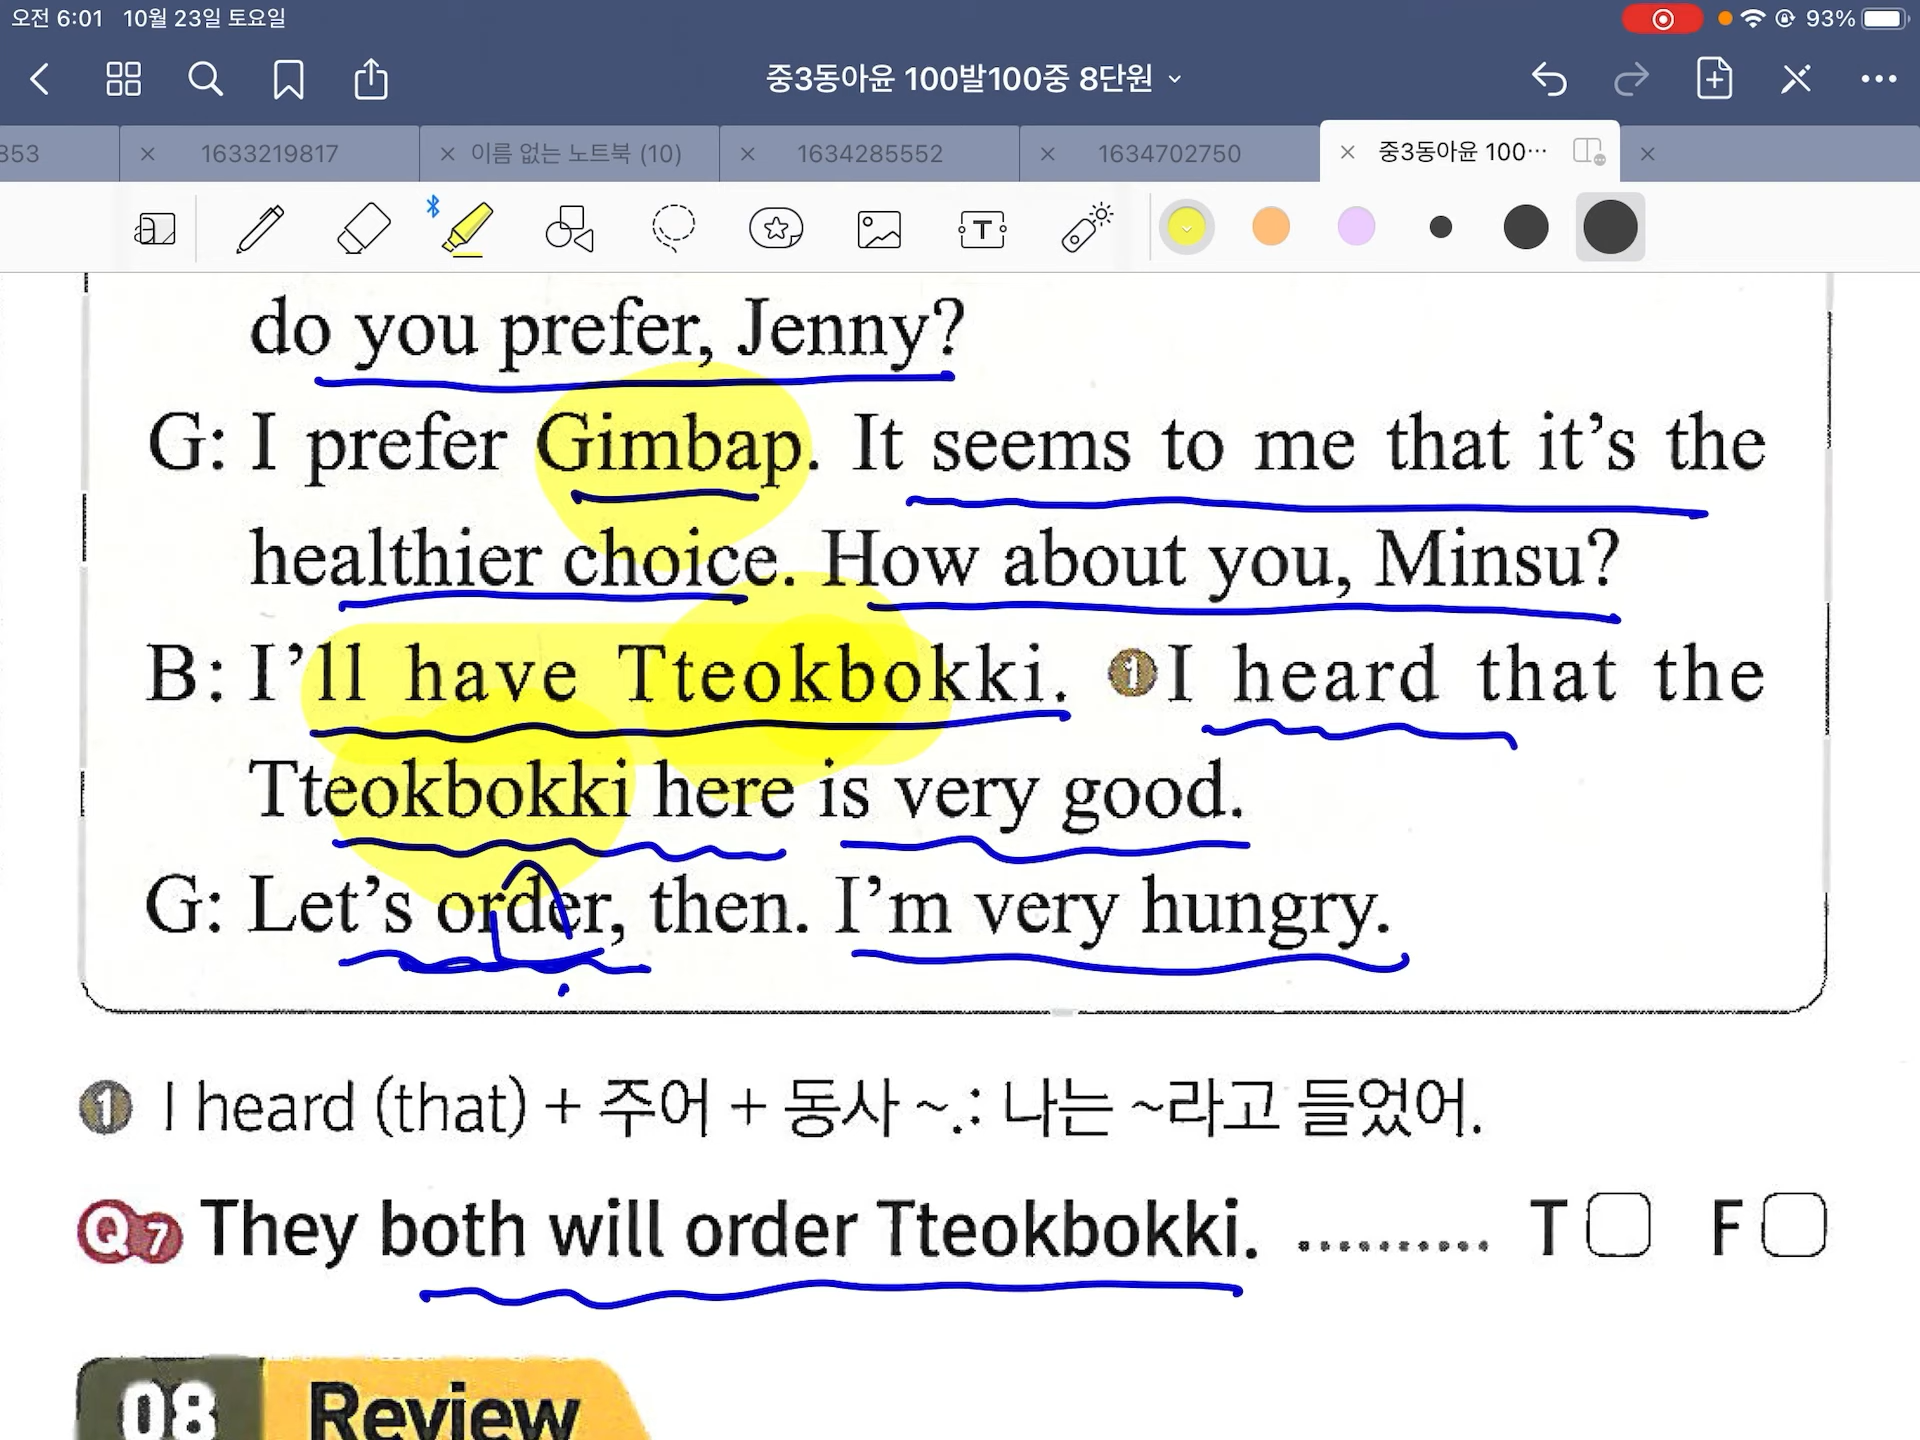 오전 6:01 10월 23일 토요일 93%
중3동아윤 100발100중 8단원
853 1633219817 이름 없는 노트북 (10) 1634285552 1634702750 중3동아윤 100…
do you prefer, Jenny?
G: I prefer Gimbap. It seems to me that it's the
healthier choice. How about you, Minsu?
B: I'll have Tteokbokki. ❶I heard that the
Tteokbokki here is very good.
G: Let's order, then. I'm very hungry.
❶ I heard (that) + 주어 + 동사 ~.: 나는 ~라고 들었어.
Q7 They both will order Tteokbokki. .......... T F
08 Review